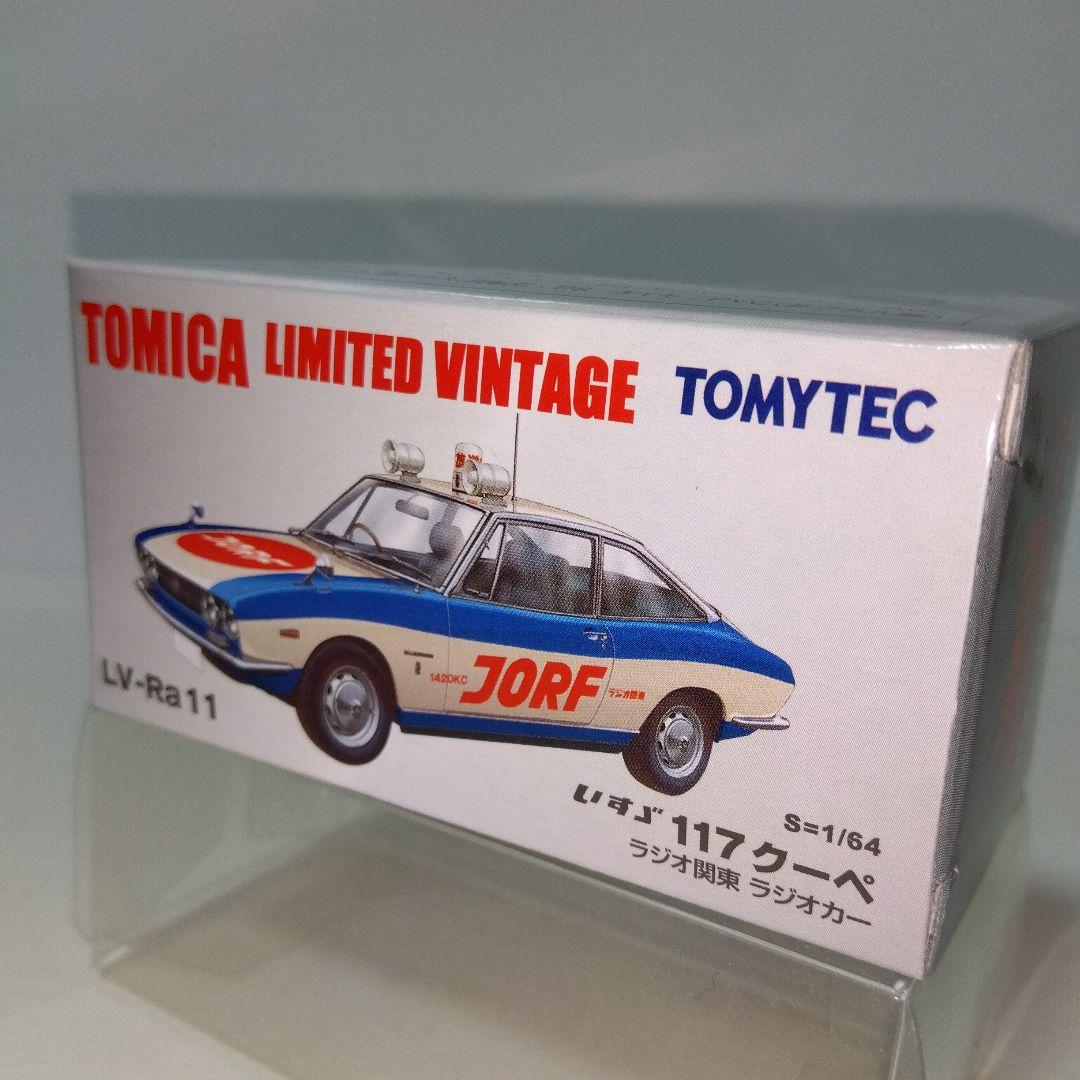 TOMICA LIMITED VINTAGE TOMYTEC
JORF
1420KC JORF ラジオ関東
LV-Ra11
S=1/64
いすゞ 117クーペ
ラジオ関東 ラジオカー